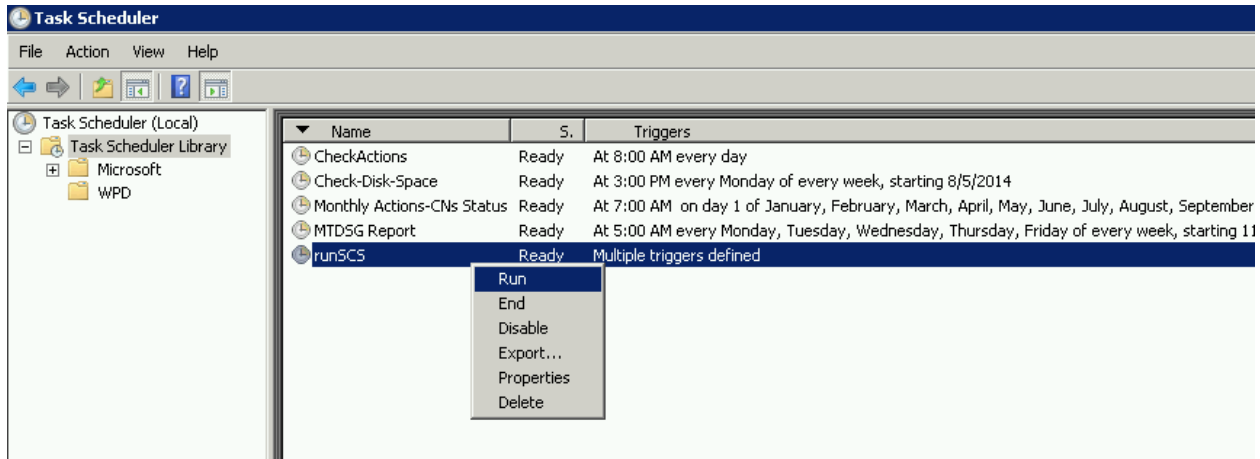 Task Scheduler
File Action View Help
Task Scheduler (Local)
Task Scheduler Library
Microsoft
WPD
Name S. Triggers
CheckActions Ready At 8:00 AM every day
Check-Disk-Space Ready At 3:00 PM every Monday of every week, starting 8/5/2014
Monthly Actions-CNs Status Ready At 7:00 AM on day 1 of January, February, March, April, May, June, July, August, September
MTDSG Report Ready At 5:00 AM every Monday, Tuesday, Wednesday, Thursday, Friday of every week, starting 11
runSCS Ready Multiple triggers defined
Run
End
Disable
Export...
Properties
Delete